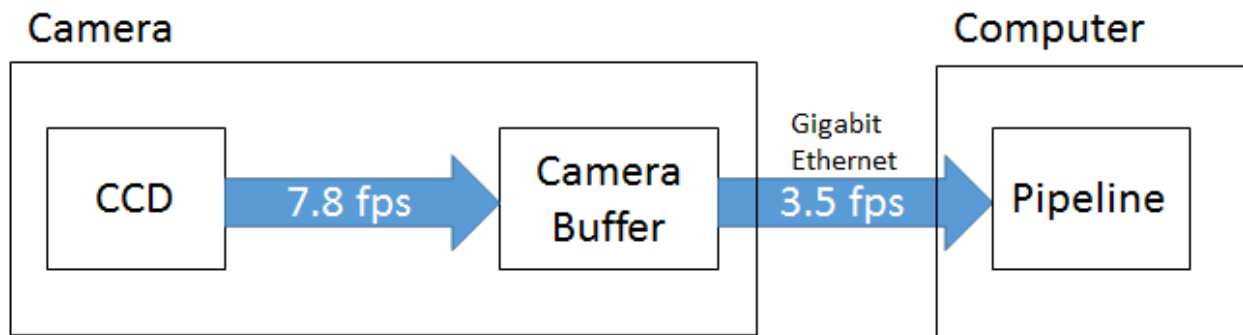 Camera
Computer
CCD
7.8 fps
Camera
Buffer
Gigabit
Ethernet
3.5 fps
Pipeline